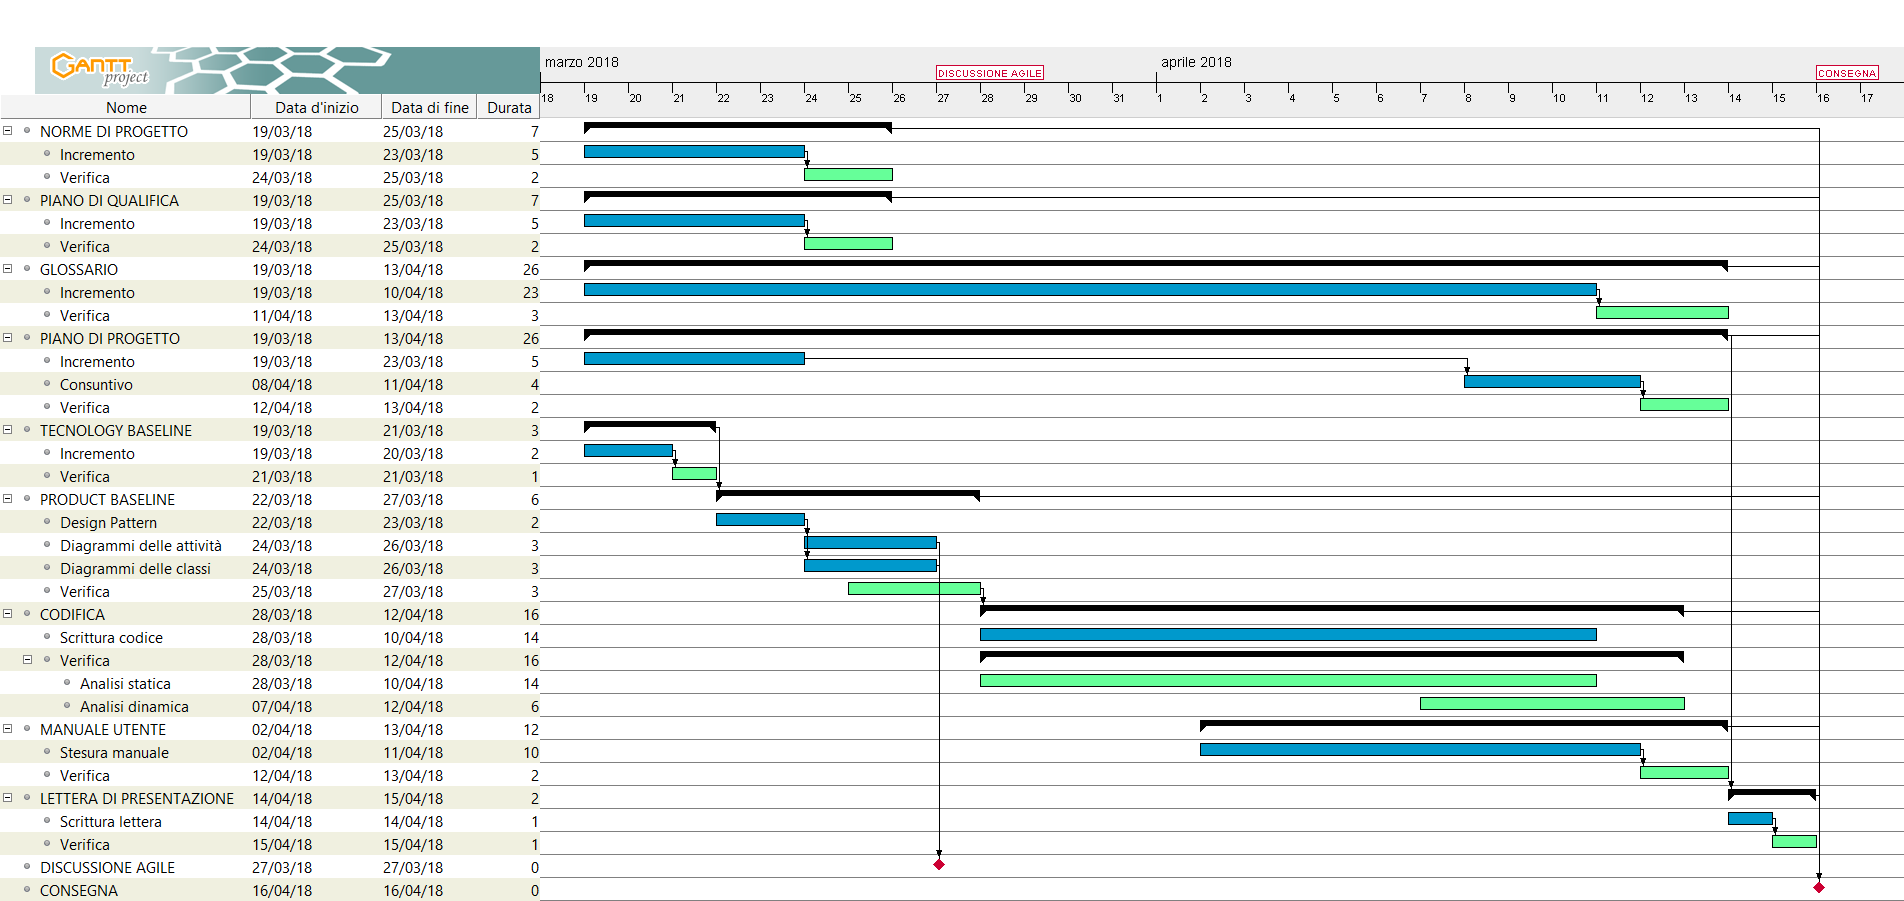 GANTT
project
marzo 2018
aprile 2018
DISCUSSIONE AGILE
CONSEGNA
18 19 20 21 22 23 24 25 26 27 28 29 30 31 1 2 3 4 5 6 7 8 9 10 11 12 13 14 15 16 17
Nome Data d'inizio Data di fine Durata
NORME DI PROGETTO 19/03/18 25/03/18 7
Incremento 19/03/18 23/03/18 5
Verifica 24/03/18 25/03/18 2
PIANO DI QUALIFICA 19/03/18 25/03/18 7
Incremento 19/03/18 23/03/18 5
Verifica 24/03/18 25/03/18 2
GLOSSARIO 19/03/18 13/04/18 26
Incremento 19/03/18 10/04/18 23
Verifica 11/04/18 13/04/18 3
PIANO DI PROGETTO 19/03/18 13/04/18 26
Incremento 19/03/18 23/03/18 5
Consuntivo 08/04/18 11/04/18 4
Verifica 12/04/18 13/04/18 2
TECNOLOGY BASELINE 19/03/18 21/03/18 3
Incremento 19/03/18 20/03/18 2
Verifica 21/03/18 21/03/18 1
PRODUCT BASELINE 22/03/18 27/03/18 6
Design Pattern 22/03/18 23/03/18 2
Diagrammi delle attività 24/03/18 26/03/18 3
Diagrammi delle classi 24/03/18 26/03/18 3
Verifica 25/03/18 27/03/18 3
CODIFICA 28/03/18 12/04/18 16
Scrittura codice 28/03/18 10/04/18 14
Verifica 28/03/18 12/04/18 16
Analisi statica 28/03/18 10/04/18 14
Analisi dinamica 07/04/18 12/04/18 6
MANUALE UTENTE 02/04/18 13/04/18 12
Stesura manuale 02/04/18 11/04/18 10
Verifica 12/04/18 13/04/18 2
LETTERA DI PRESENTAZIONE 14/04/18 15/04/18 2
Scrittura lettera 14/04/18 14/04/18 1
Verifica 15/04/18 15/04/18 1
DISCUSSIONE AGILE 27/03/18 27/03/18 0
CONSEGNA 16/04/18 16/04/18 0